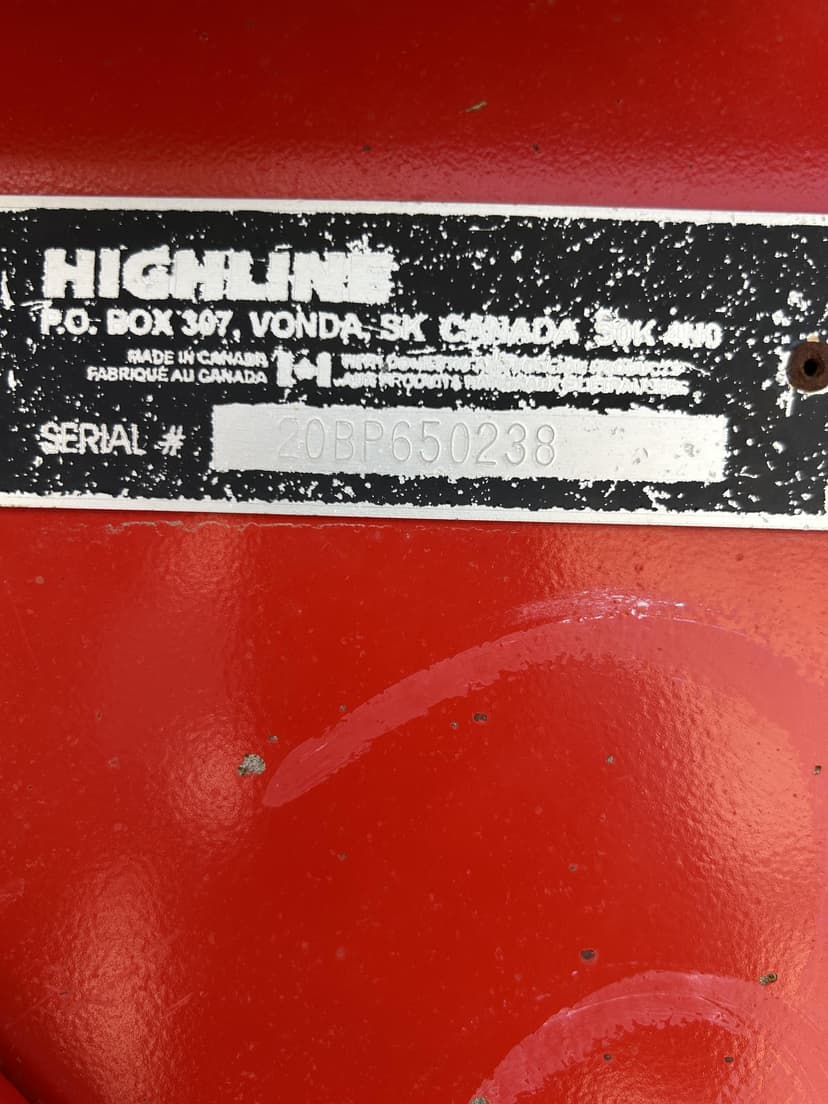 HIGHLINE
P.O. BOX 307, VONDA, SK CANADA S0K 4N0
MADE IN CANADA
FABRIQUÉ AU CANADA
SERIAL # 20BP650238